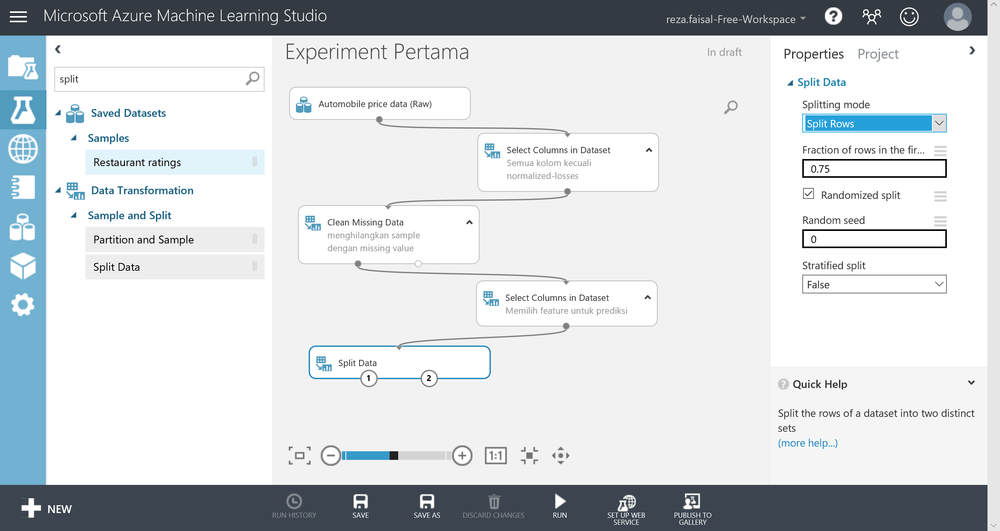 Microsoft Azure Machine Learning Studio
reza.faisal-Free-Workspace
split
Saved Datasets
Samples
Restaurant ratings
Data Transformation
Sample and Split
Partition and Sample
Split Data
Experiment Pertama
In draft
Automobile price data (Raw)
Select Columns in Dataset
Semua kolom kecuali
normalized-losses
Clean Missing Data
menghilangkan sample
dengan missing value
Select Columns in Dataset
Memilih feature untuk prediksi
Split Data
1
2
1:1
Properties Project
Split Data
Splitting mode
Split Rows
Fraction of rows in the fir...
0.75
Randomized split
Random seed
0
Stratified split
False
Quick Help
Split the rows of a dataset into two distinct
sets
(more help...)
NEW
RUN HISTORY
SAVE
SAVE AS
DISCARD CHANGES
RUN
SET UP WEB
SERVICE
PUBLISH TO
GALLERY